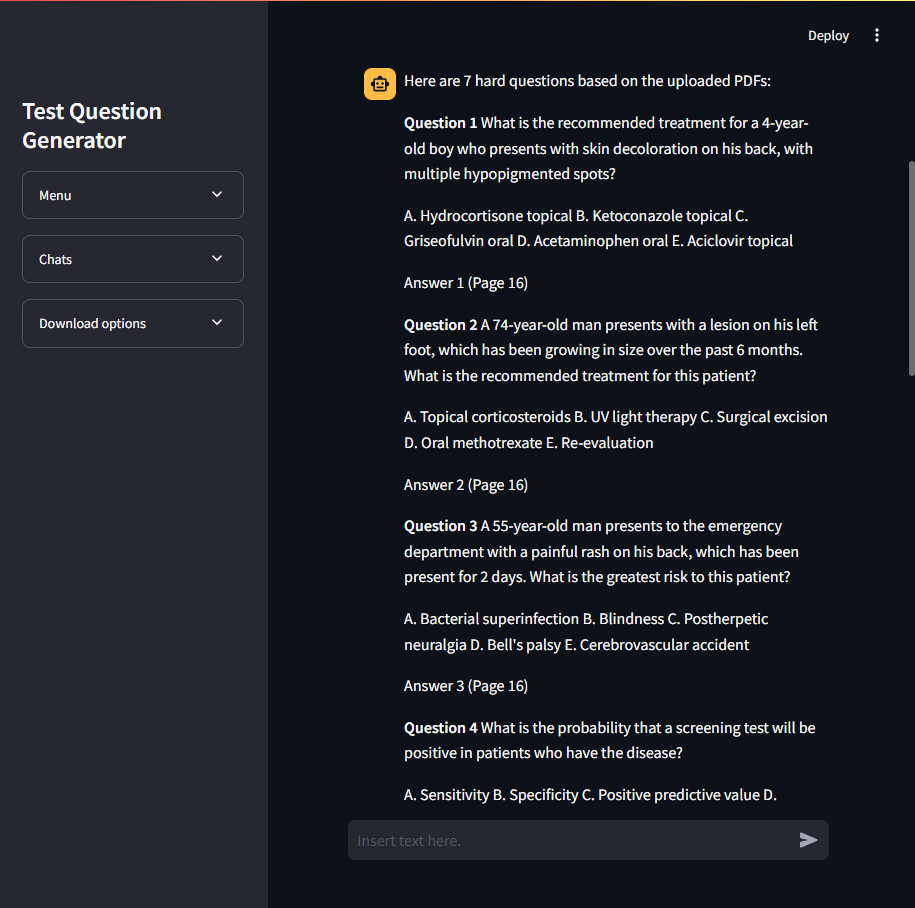 Deploy
Test Question
Generator
Menu
Chats
Download options
Here are 7 hard questions based on the uploaded PDFs:
Question 1 What is the recommended treatment for a 4-year-
old boy who presents with skin decoloration on his back, with
multiple hypopigmented spots?
A. Hydrocortisone topical B. Ketoconazole topical C.
Griseofulvin oral D. Acetaminophen oral E. Aciclovir topical
Answer 1 (Page 16)
Question 2 A 74-year-old man presents with a lesion on his left
foot, which has been growing in size over the past 6 months.
What is the recommended treatment for this patient?
A. Topical corticosteroids B. UV light therapy C. Surgical excision
D. Oral methotrexate E. Re-evaluation
Answer 2 (Page 16)
Question 3 A 55-year-old man presents to the emergency
department with a painful rash on his back, which has been
present for 2 days. What is the greatest risk to this patient?
A. Bacterial superinfection B. Blindness C. Postherpetic
neuralgia D. Bell's palsy E. Cerebrovascular accident
Answer 3 (Page 16)
Question 4 What is the probability that a screening test will be
positive in patients who have the disease?
A. Sensitivity B. Specificity C. Positive predictive value D.
Insert text here.